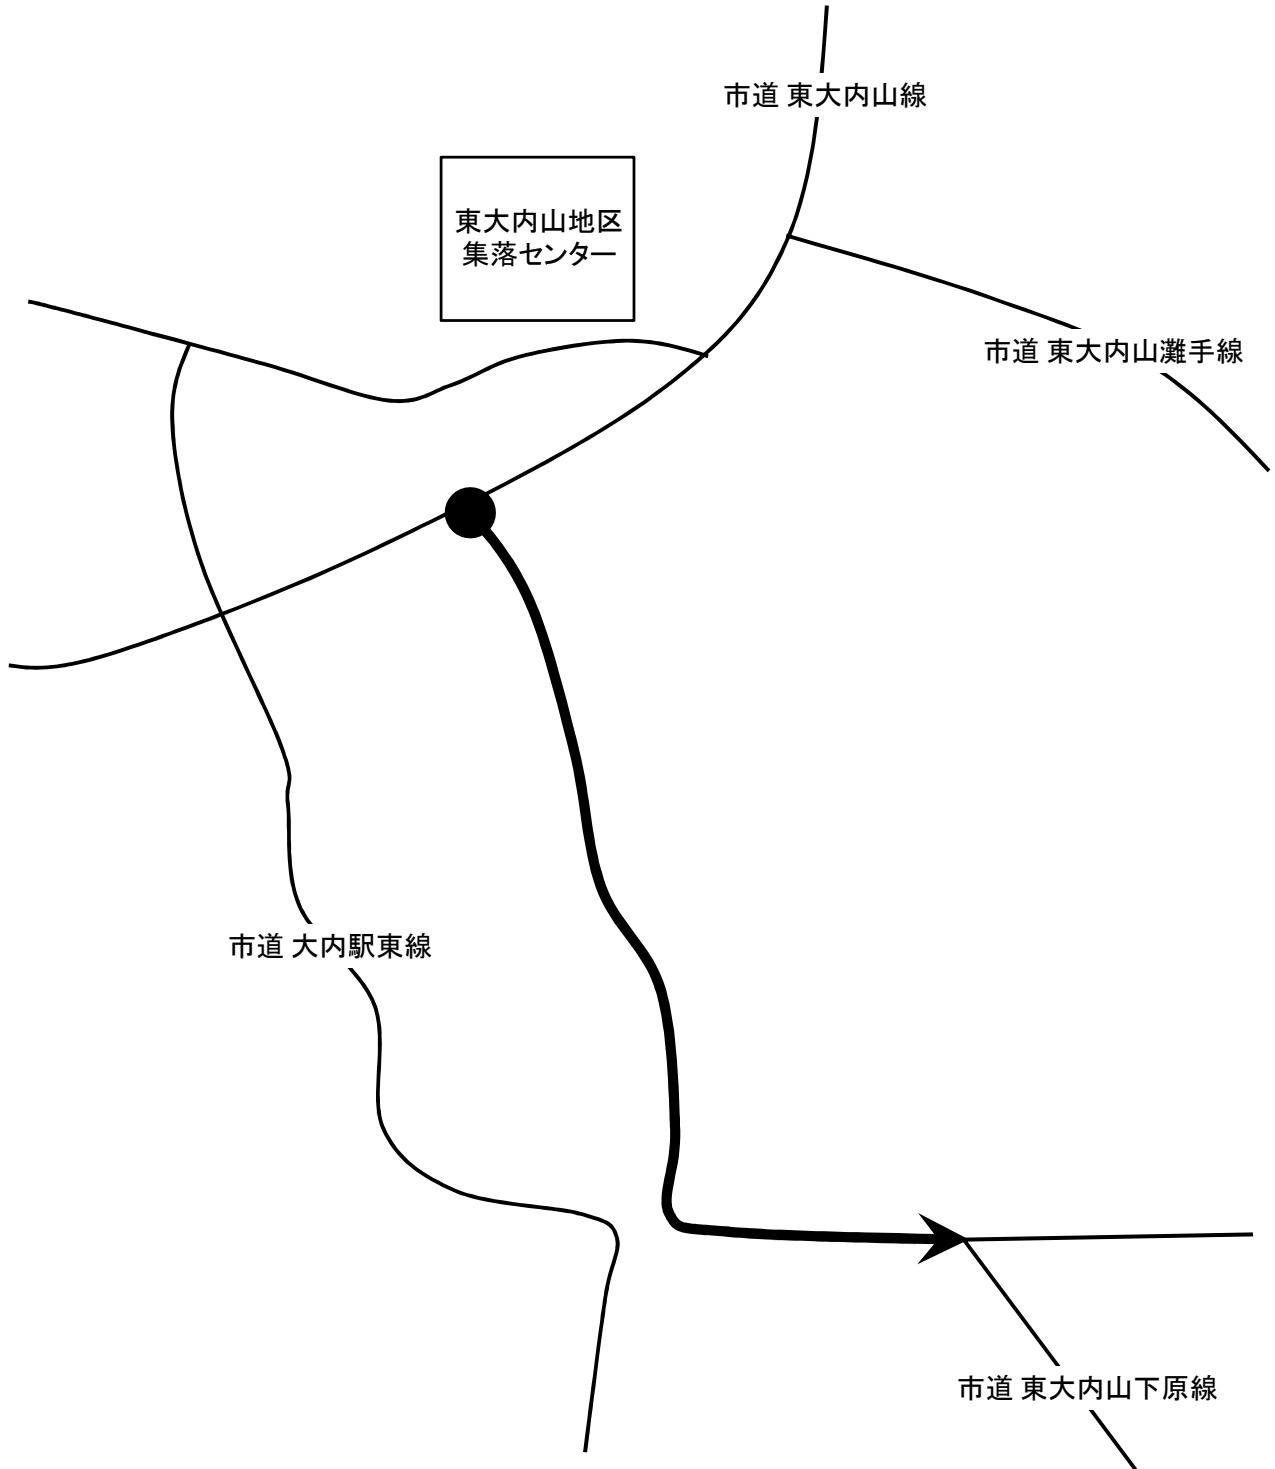 市道 東大内山線
東大内山地区
集落センター
市道 東大内山灘手線
市道 大内駅東線
市道 東大内山下原線